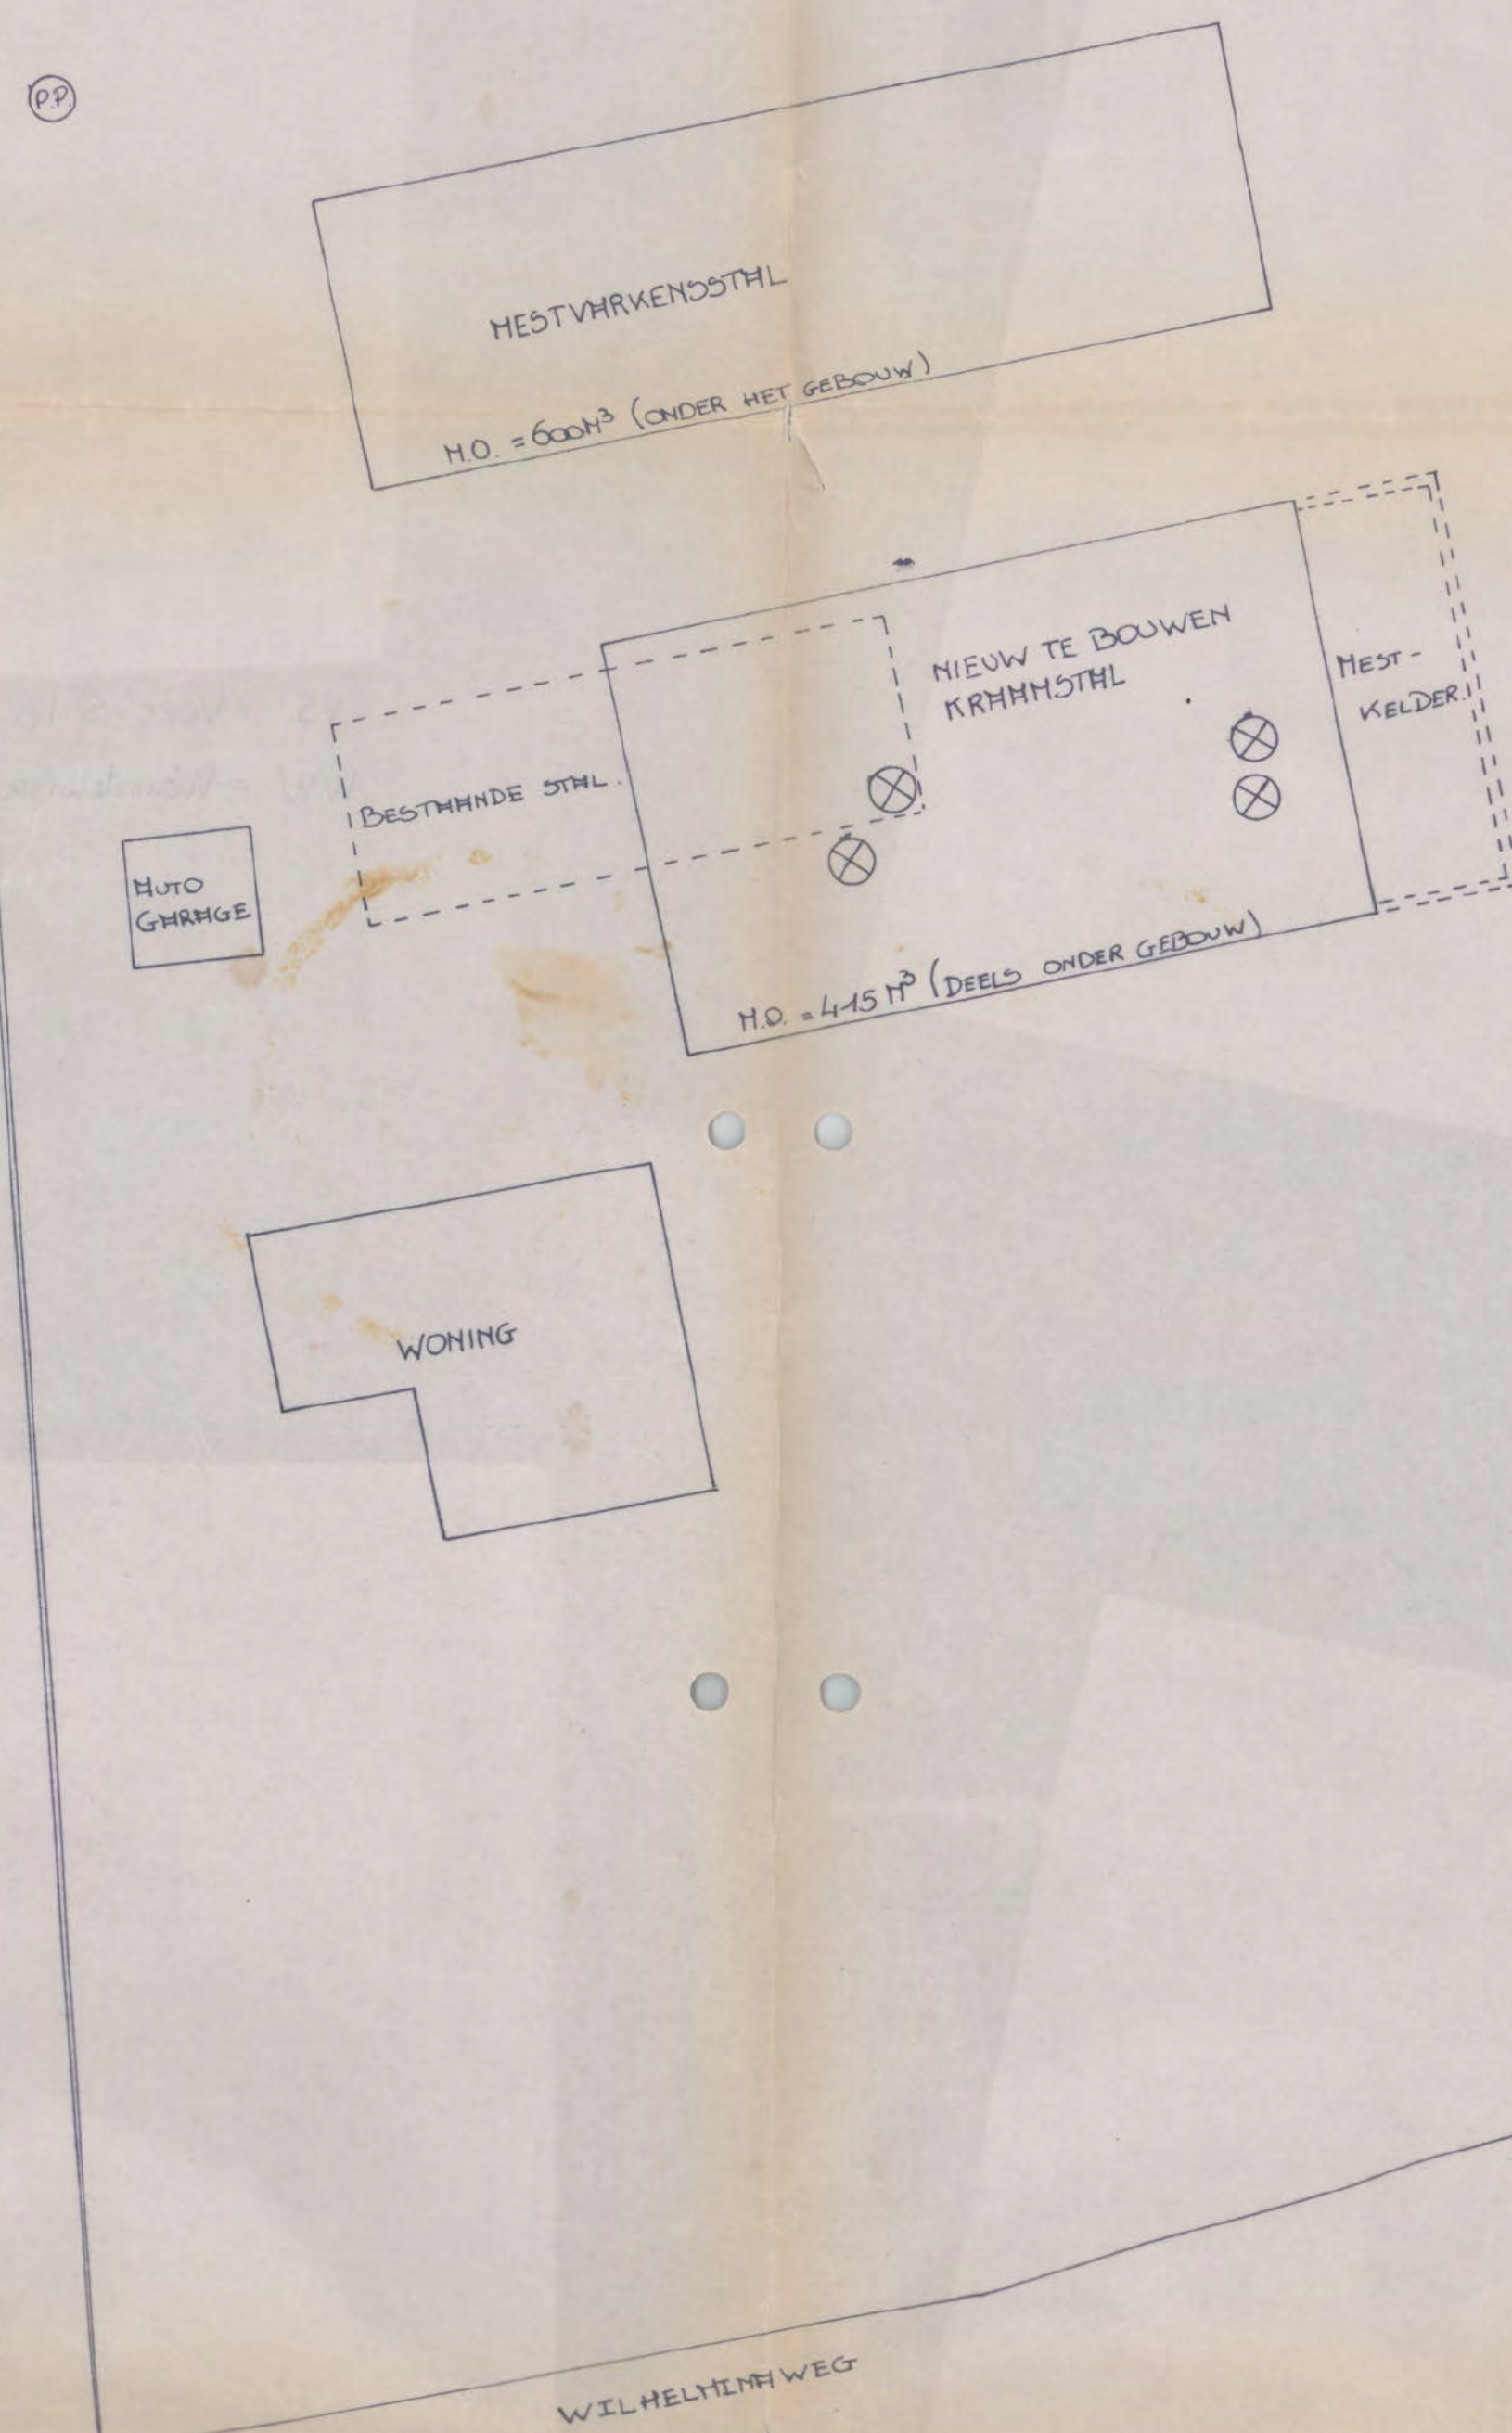 P.P.
MESTVARKENSSTAL
M.O. = 600M³ (ONDER HET GEBOUW)
NIEUW TE BOUWEN
KRAAMSTAL
MEST-
KELDER.
BESTAANDE STAL.
AUTO
GARAGE
M.O. = 415 M³ (DEELS ONDER GEBOUW)
WONING
WILHELMINAWEG